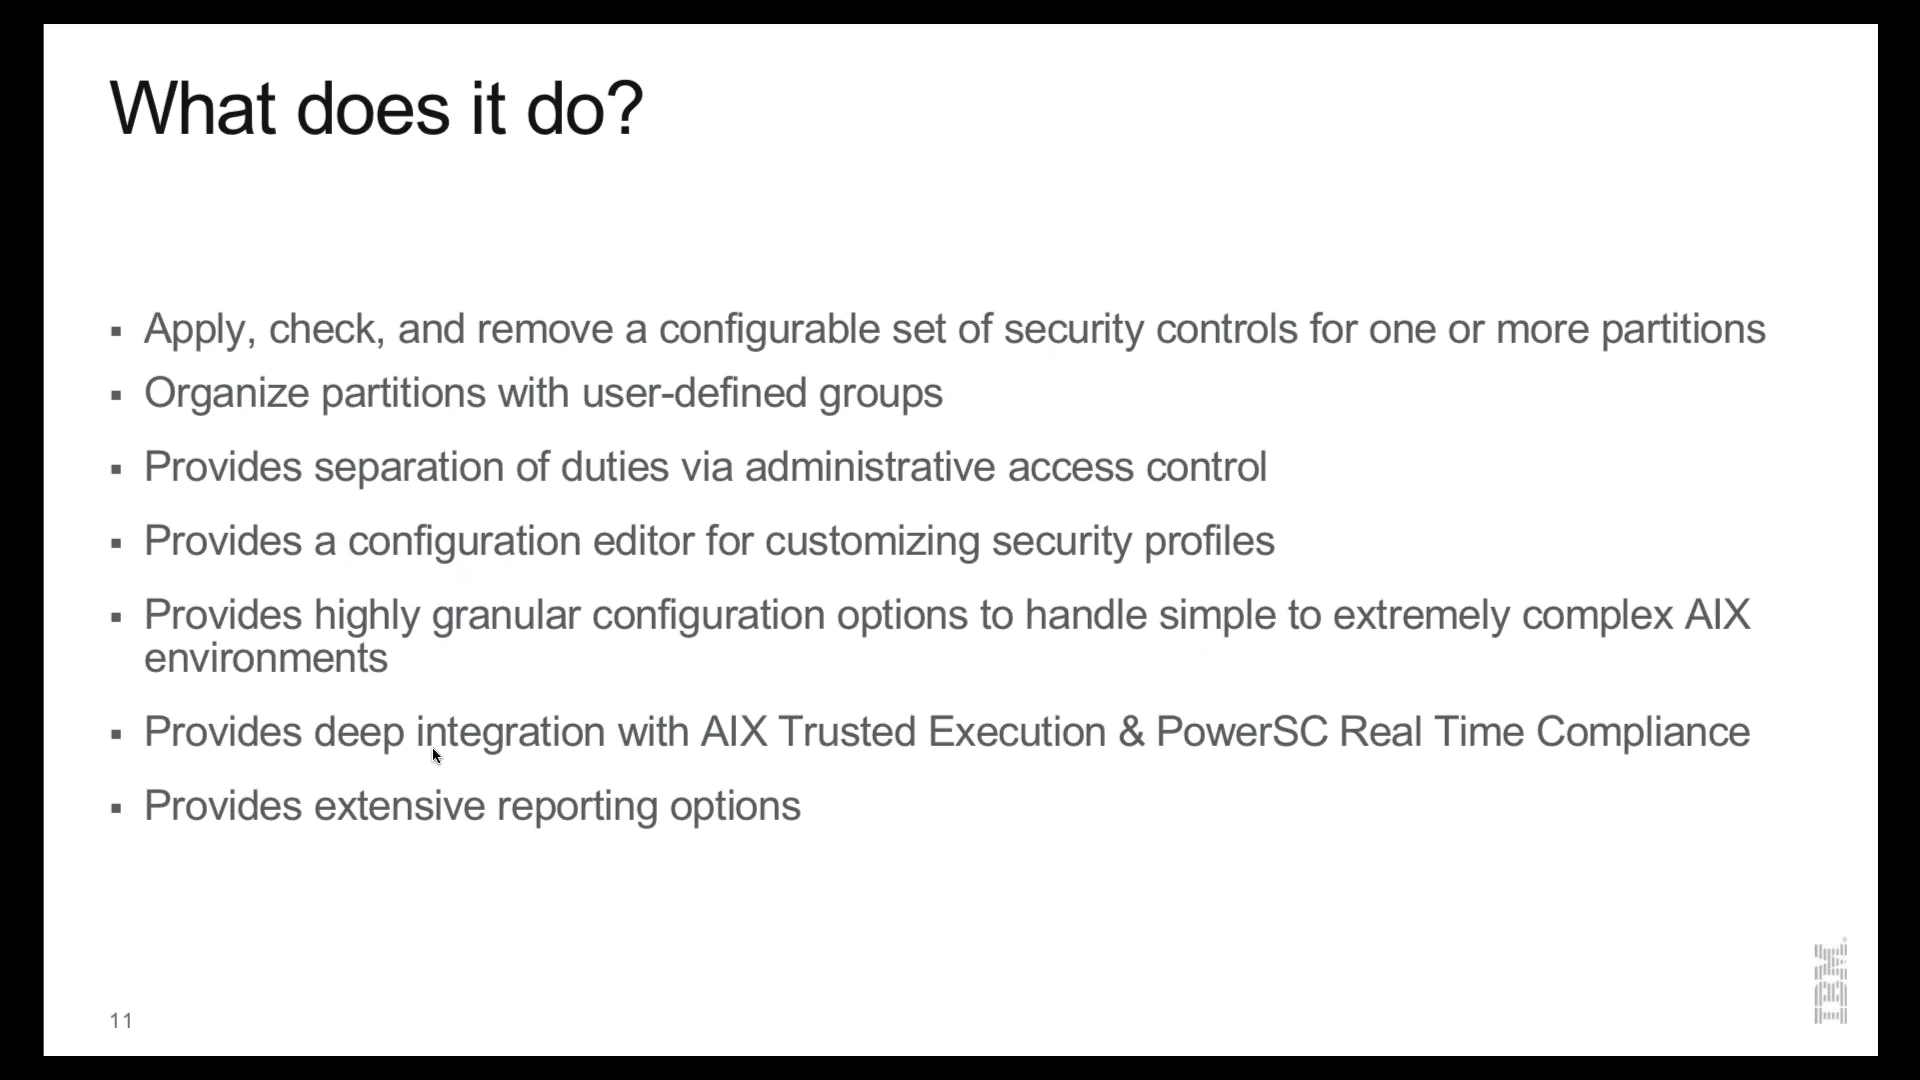 What does it do?
▪ Apply, check, and remove a configurable set of security controls for one or more partitions
▪ Organize partitions with user-defined groups
▪ Provides separation of duties via administrative access control
▪ Provides a configuration editor for customizing security profiles
▪ Provides highly granular configuration options to handle simple to extremely complex AIX
environments
▪ Provides deep integration with AIX Trusted Execution & PowerSC Real Time Compliance
▪ Provides extensive reporting options
11
IBM